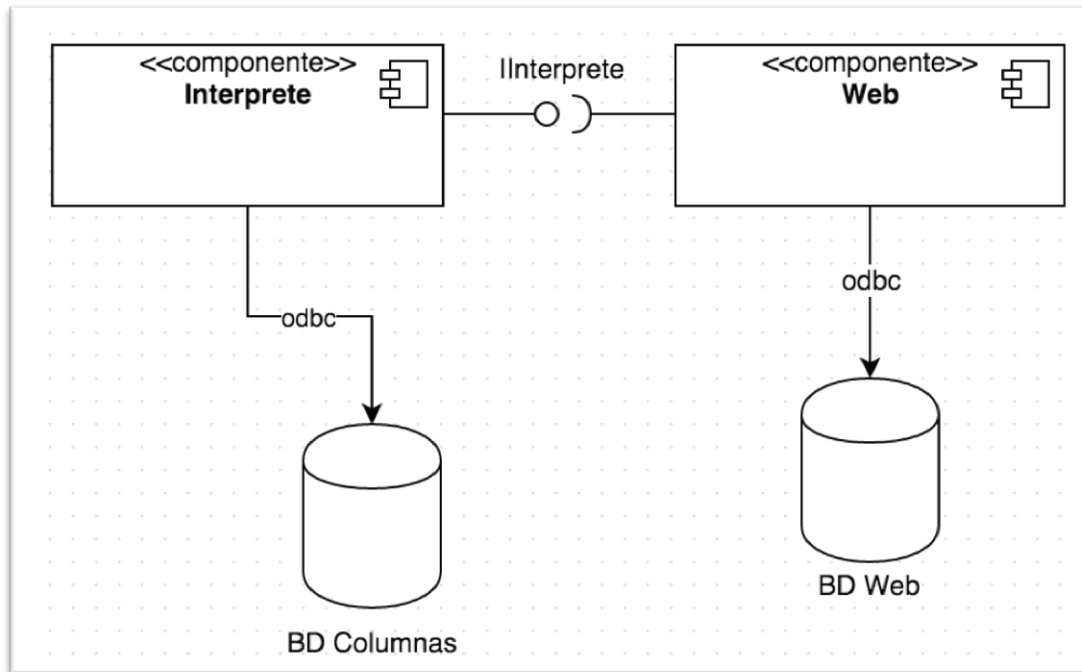 <<componente>>
Interprete
IInterprete
<<componente>>
Web
odbc
odbc
BD Columnas
BD Web